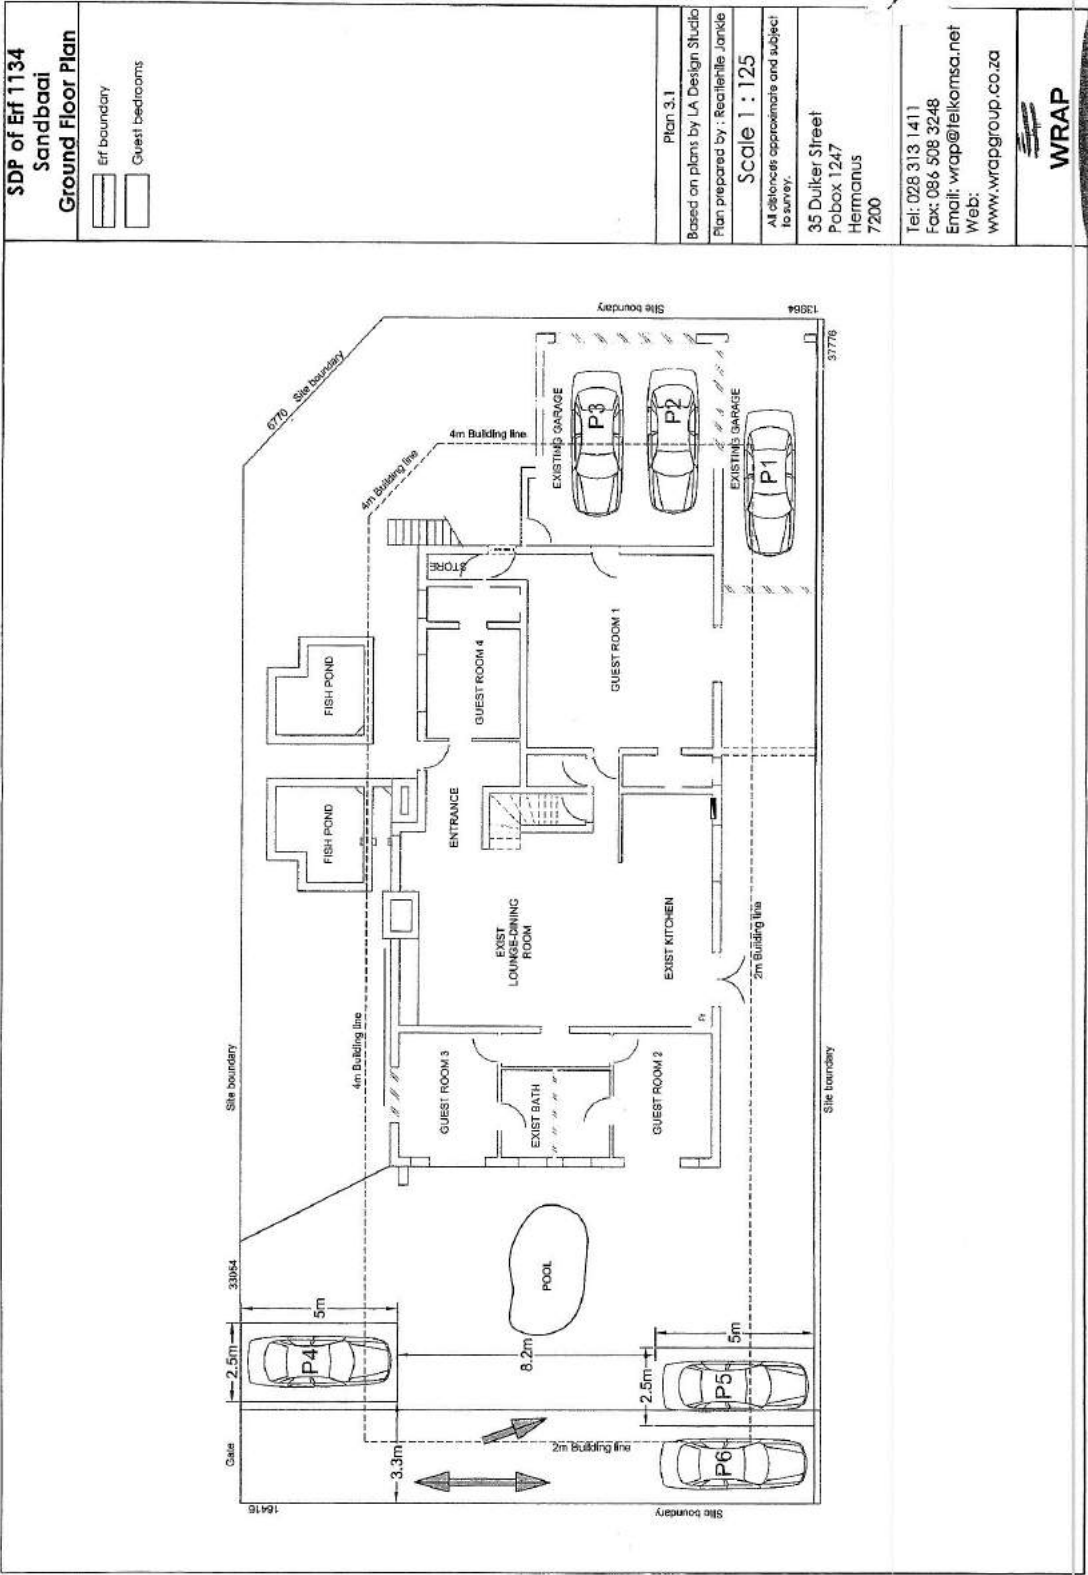 SDP of Erf 1134
Sandbaai
Ground Floor Plan
Erf boundary
Guest bedrooms
Plan 3.1
Based on plans by LA Design Studio
Plan prepared by : Reatlehile Jankie
Scale 1 : 125
All distances approximate and subject
to survey.
35 Duiker Street
Pobox 1247
Hermanus
7200
Tel: 028 313 1411
Fax: 086 508 3248
Email: wrap@telkomsa.net
Web:
www.wrapgroup.co.za
WRAP
Site boundary
13864
37776
6770 Site boundary
4m Building line
4m Building line
EXISTING GARAGE
P3
P2
EXISTING GARAGE
P1
STORE
GUEST ROOM 4
GUEST ROOM 1
FISH POND
FISH POND
ENTRANCE
EXIST
LOUNGE-DINING
ROOM
EXIST KITCHEN
2m Building line
Site boundary
4m Building line
GUEST ROOM 3
EXIST BATH
GUEST ROOM 2
Site boundary
33054
POOL
5m
2.5m
P4
8.2m
5m
2.5m
P5
P6
Gate
3.3m
2m Building line
16416
Site boundary